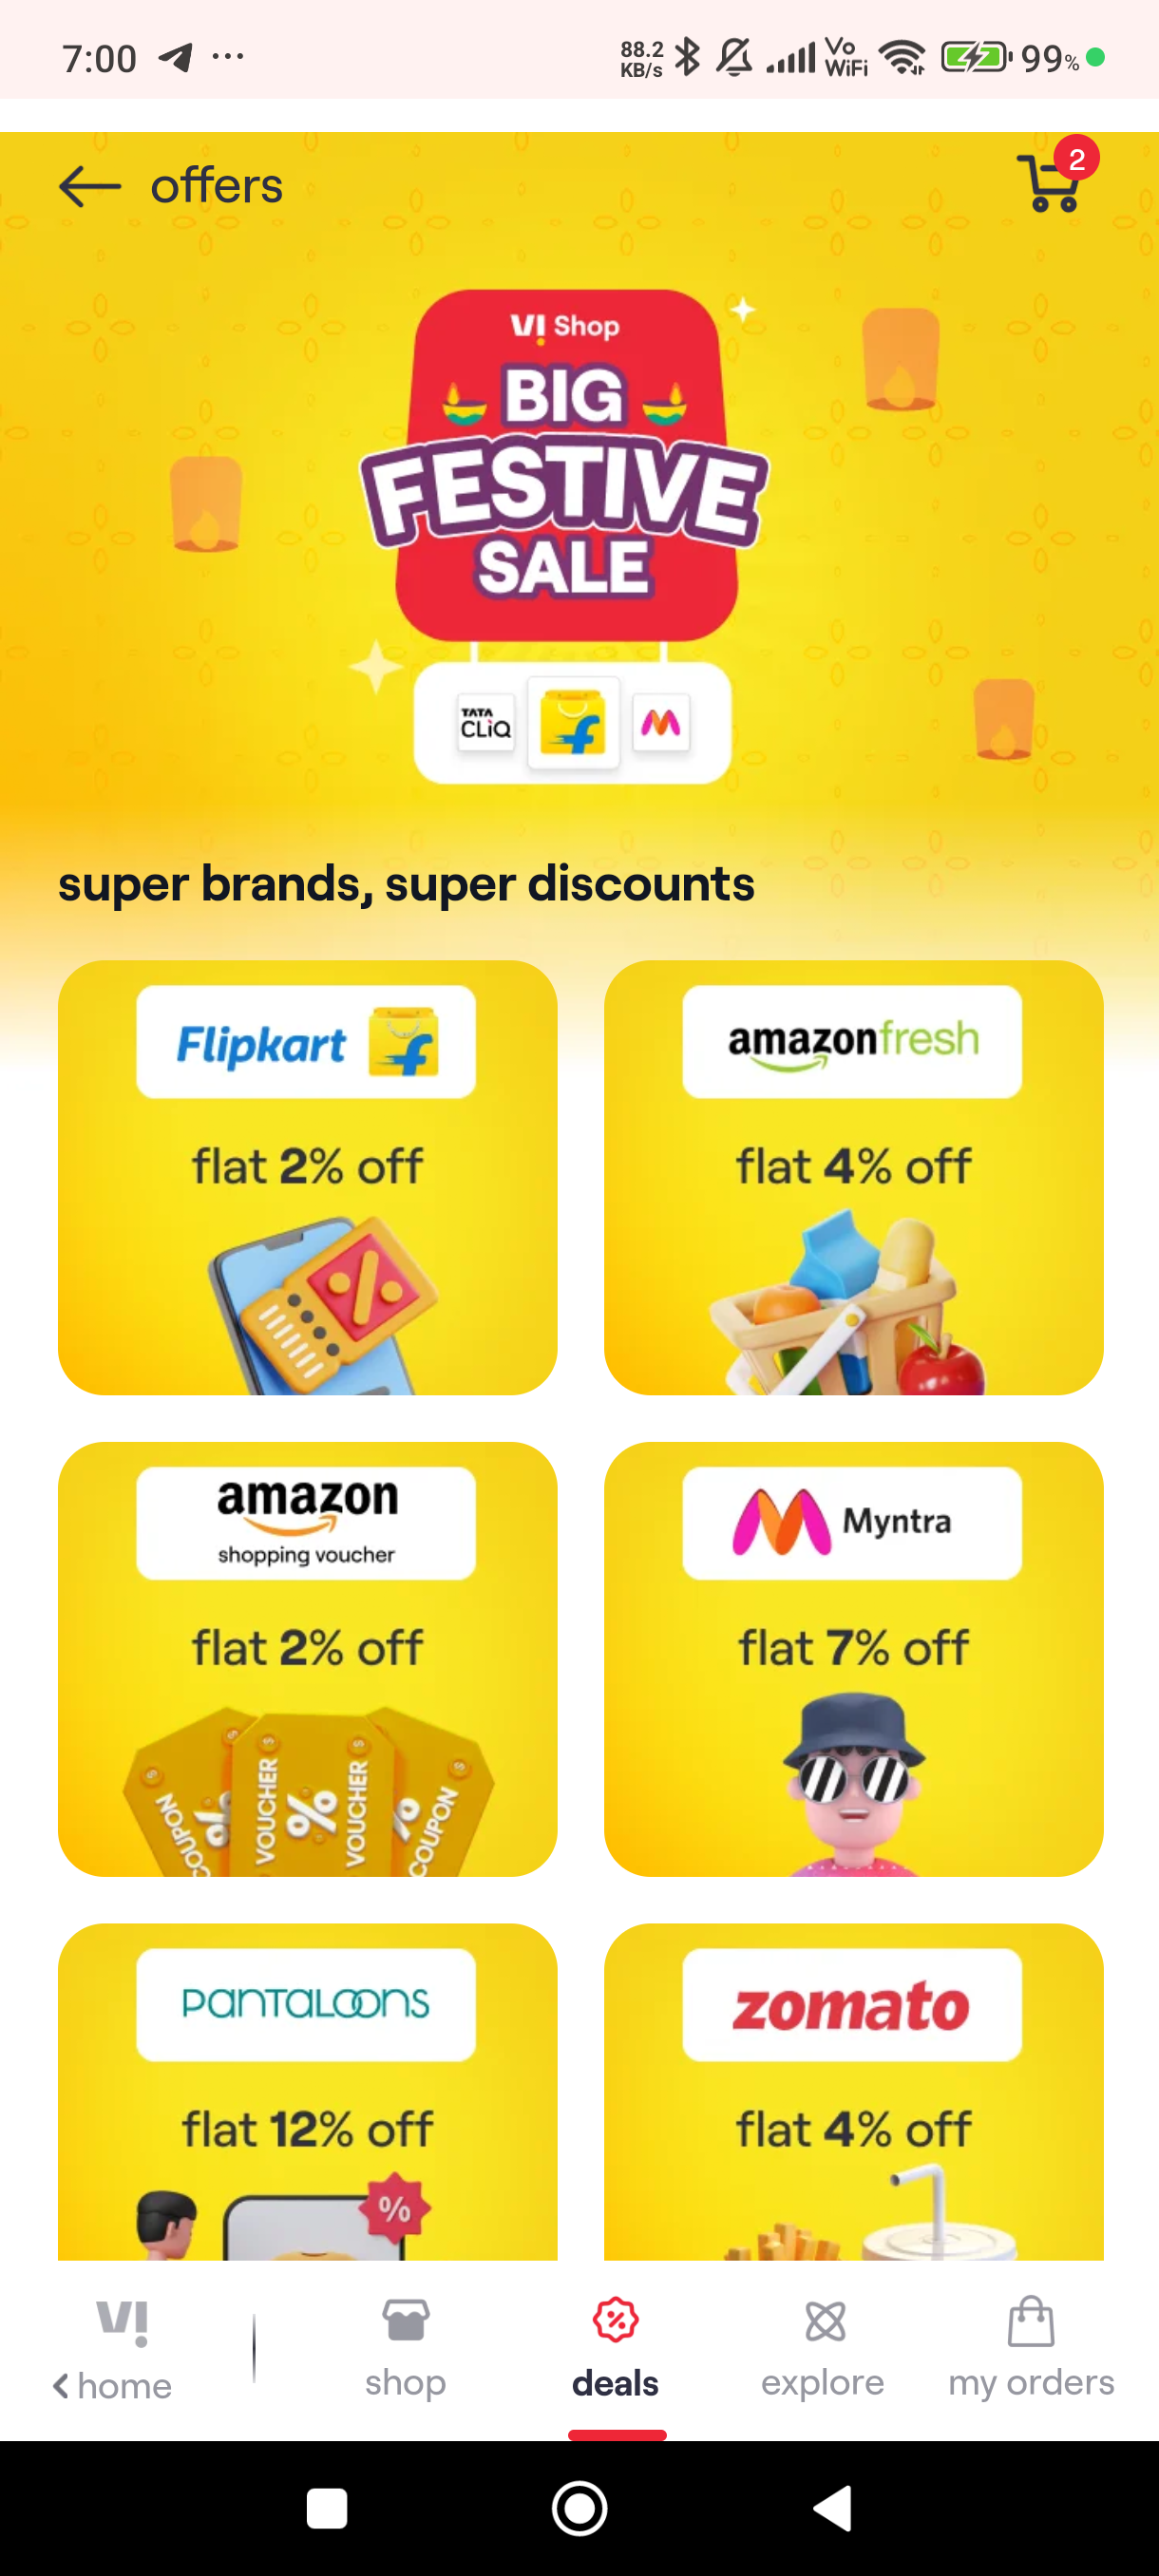 7:00
88.2
KB/s
Vo
WiFi
99%
offers
2
VI Shop
BIG
FESTIVE
SALE
TATA
CLiQ
super brands, super discounts
Flipkart
amazonfresh
flat 2% off
flat 4% off
amazon
shopping voucher
Myntra
flat 2% off
flat 7% off
COUPON
%
VOUCHER
%
VOUCHER
%
COUPON
PANTALOONS
zomato
flat 12% off
flat 4% off
%
VI
home
shop
deals
explore
my orders